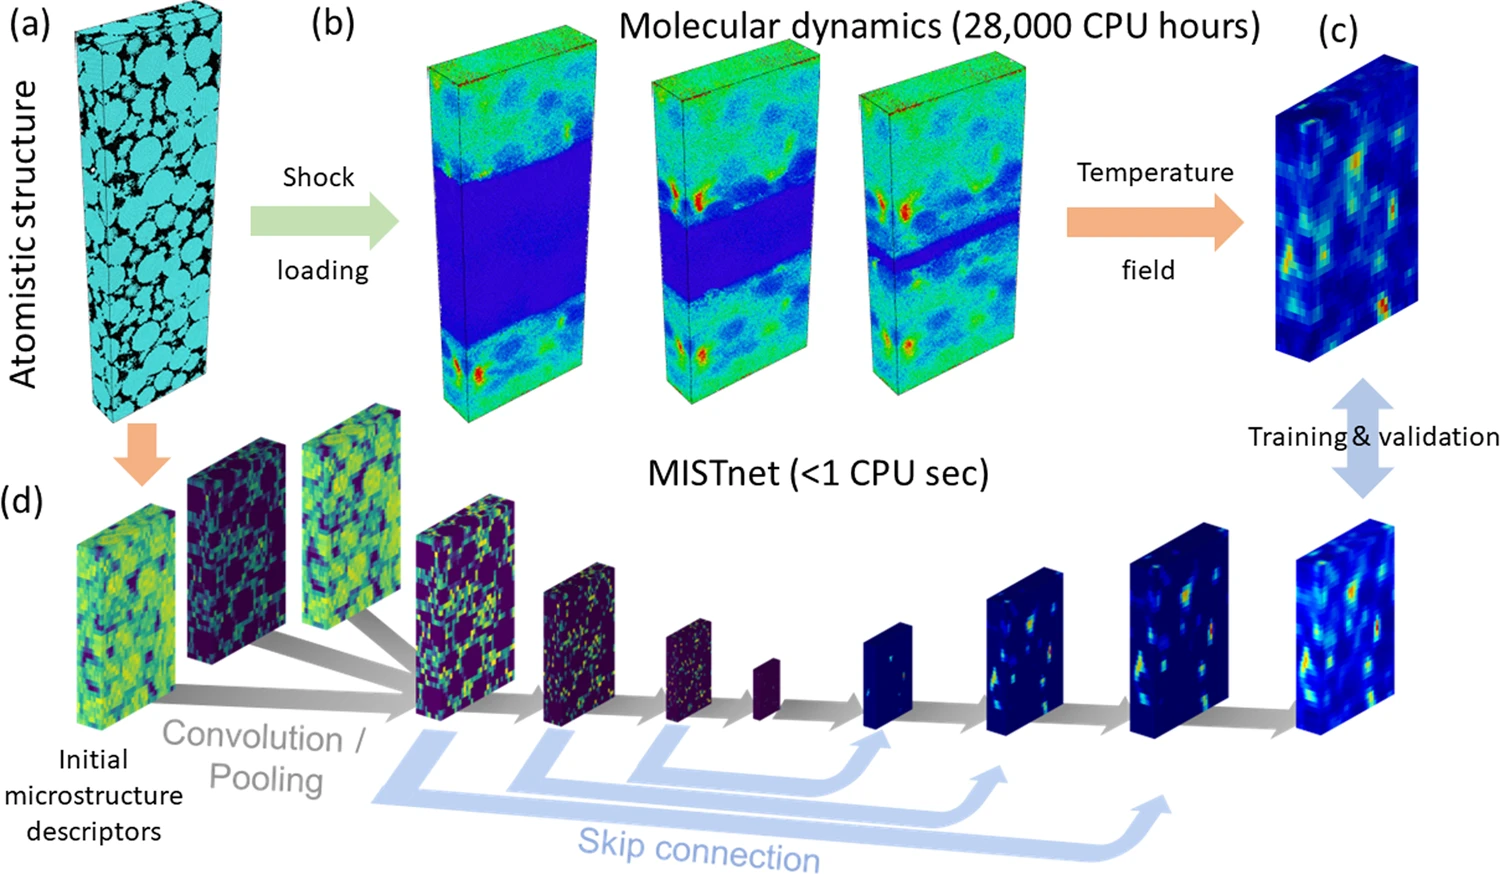 (a)
(b)
Molecular dynamics (28,000 CPU hours)
(c)
Atomistic structure
Shock
loading
Temperature
field
Training & validation
(d)
MISTnet (<1 CPU sec)
Convolution /
Pooling
Initial
microstructure
descriptors
Skip connection